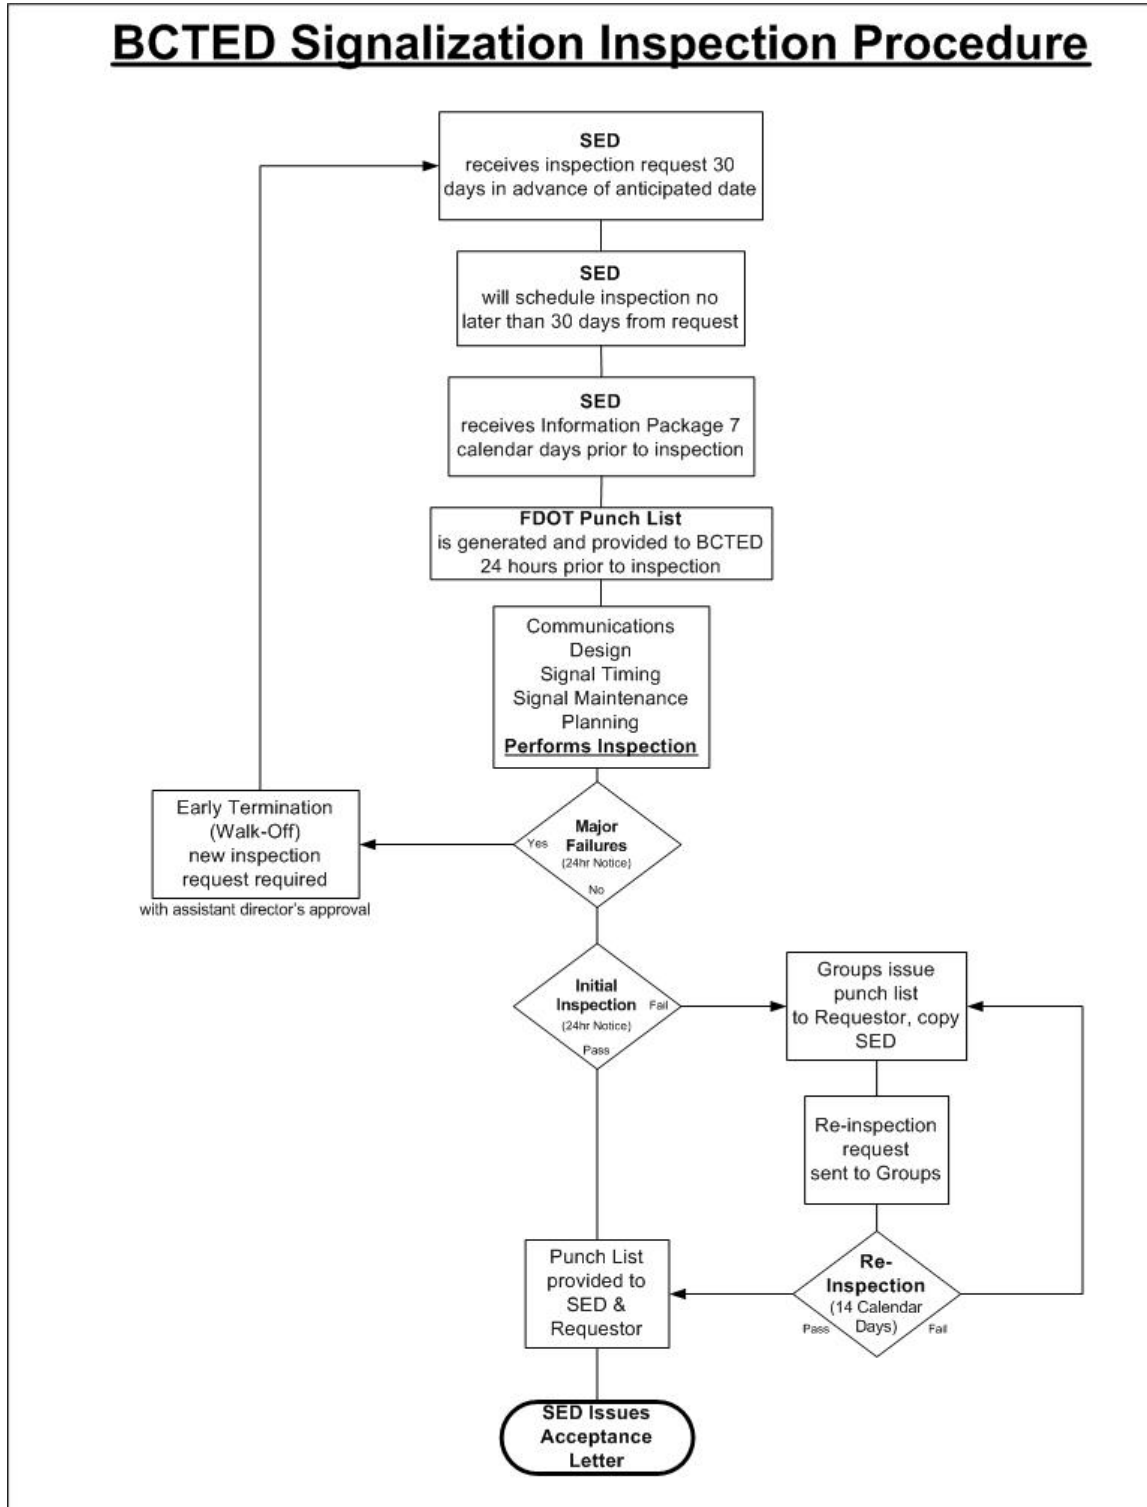 BCTED Signalization Inspection Procedure
SED
receives inspection request 30
days in advance of anticipated date
SED
will schedule inspection no
later than 30 days from request
SED
receives Information Package 7
calendar days prior to inspection
FDOT Punch List
is generated and provided to BCTED
24 hours prior to inspection
Communications
Design
Signal Timing
Signal Maintenance
Planning
Performs Inspection
Major
Failures
(24hr Notice)
Yes
No
Early Termination
(Walk-Off)
new inspection
request required
with assistant director's approval
Initial
Inspection
(24hr Notice)
Fail
Pass
Groups issue
punch list
to Requestor, copy
SED
Re-inspection
request
sent to Groups
Re-
Inspection
(14 Calendar
Days)
Pass
Fail
Punch List
provided to
SED &
Requestor
SED Issues
Acceptance
Letter